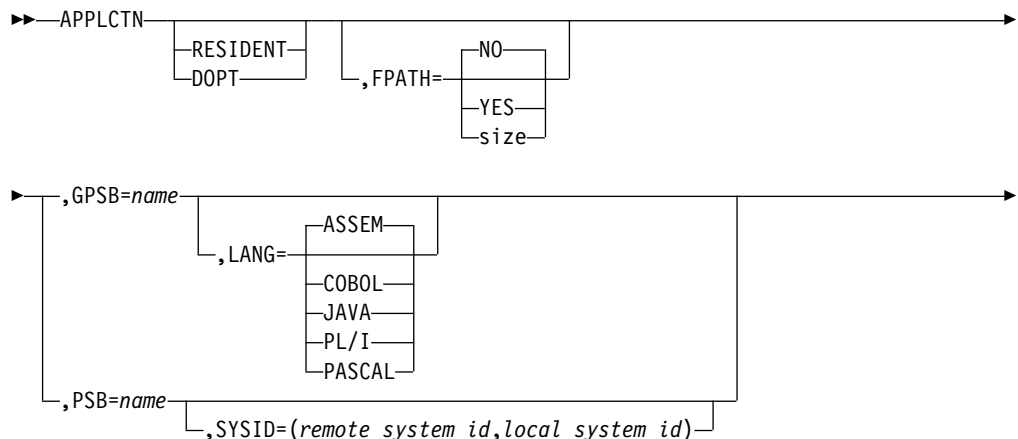 APPLCTN
RESIDENT
DOPT
,FPATH=
NO
YES
size
,GPSB=name
,LANG=
ASSEM
COBOL
JAVA
PL/I
PASCAL
,PSB=name
,SYSID=(remote system id,local system id)